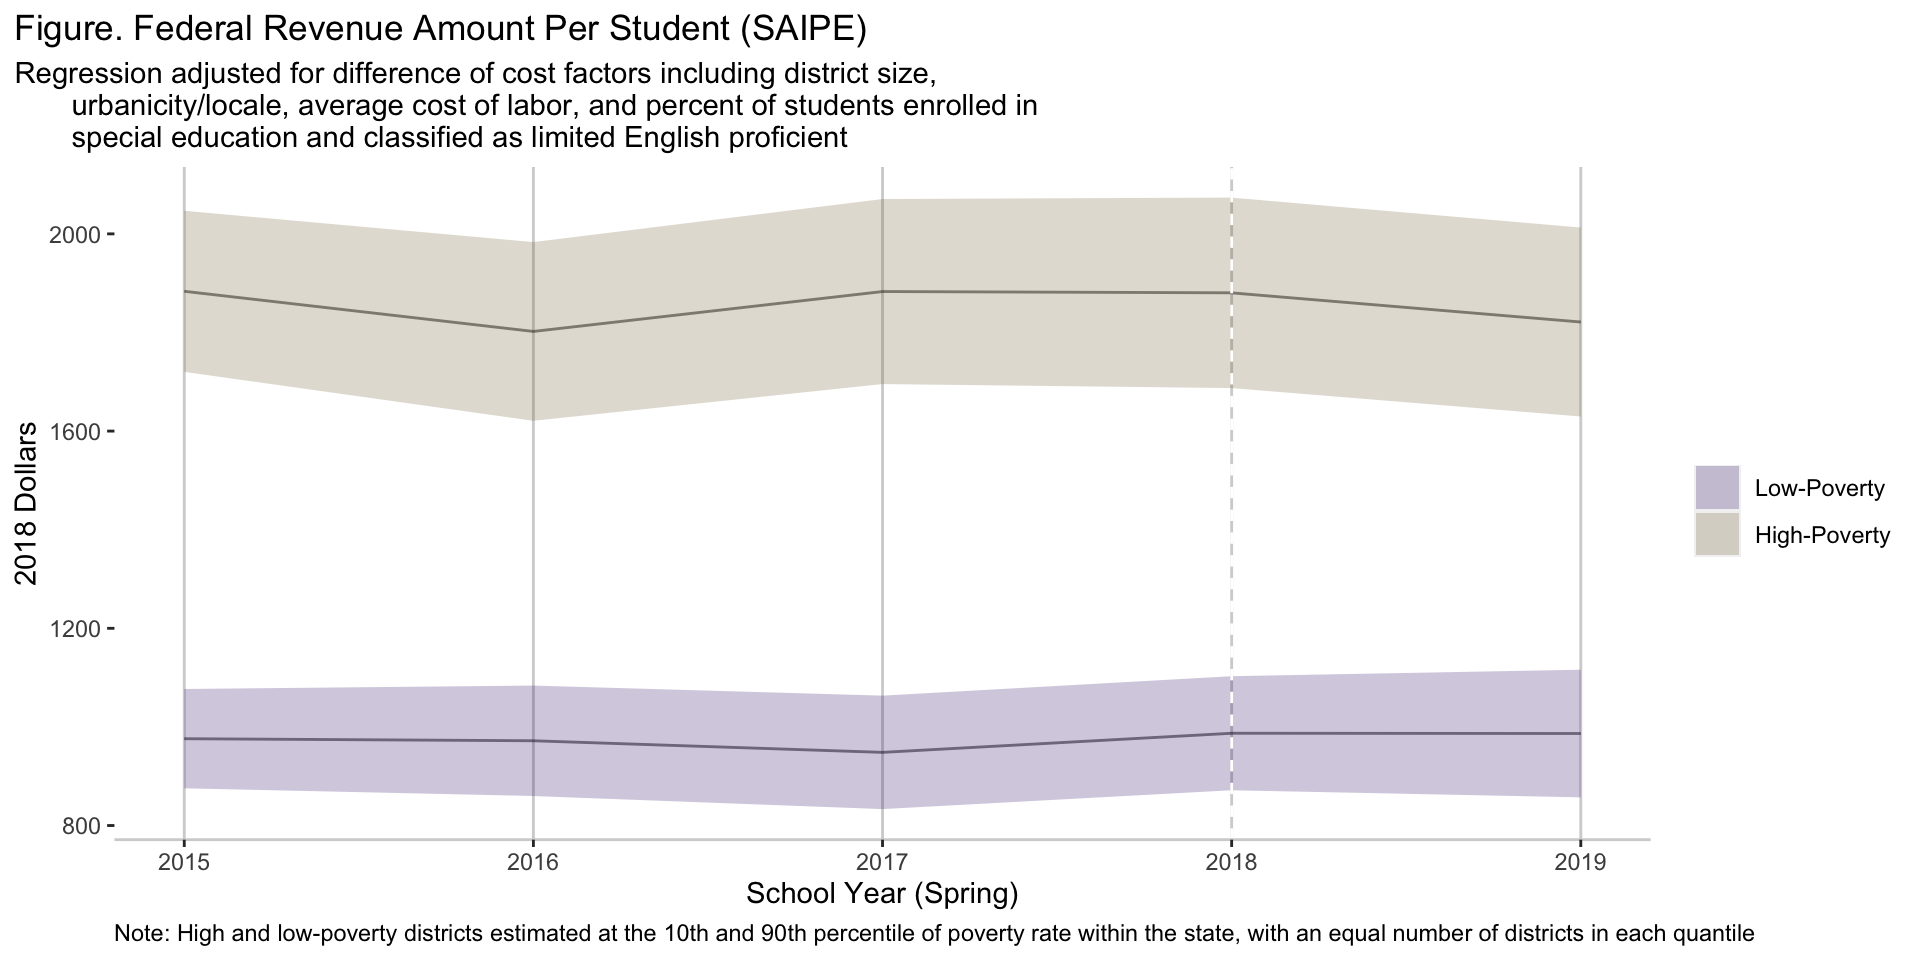 Figure. Federal Revenue Amount Per Student (SAIPE)
Regression adjusted for difference of cost factors including district size,
urbanicity/locale, average cost of labor, and percent of students enrolled in
special education and classified as limited English proficient
2018 Dollars
2000
1600
1200
800
2015 2016 2017 2018 2019
School Year (Spring)
Low-Poverty
High-Poverty
Note: High and low-poverty districts estimated at the 10th and 90th percentile of poverty rate within the state, with an equal number of districts in each quantile